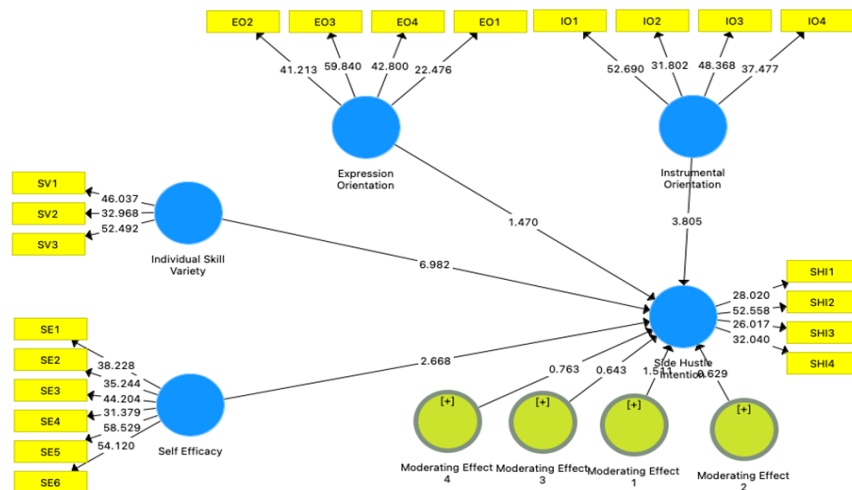 EO2
EO3
EO4
EO1
IO1
IO2
IO3
IO4
41.213
59.840
42.800
22.476
52.690
31.802
48.368
37.477
Expression
Orientation
Instrumental
Orientation
SV1
SV2
SV3
46.037
32.968
52.492
Individual Skill
Variety
1.470
3.805
6.982
SHI1
SHI2
SHI3
SHI4
28.020
52.558
26.017
32.040
Side Hustle
Intention
SE1
SE2
SE3
SE4
SE5
SE6
38.228
35.244
44.204
31.379
58.529
54.120
Self Efficacy
2.668
0.763
0.643
1.511
0.629
[+]
[+]
[+]
[+]
Moderating Effect
4
Moderating Effect
3
Moderating Effect
1
Moderating Effect
2